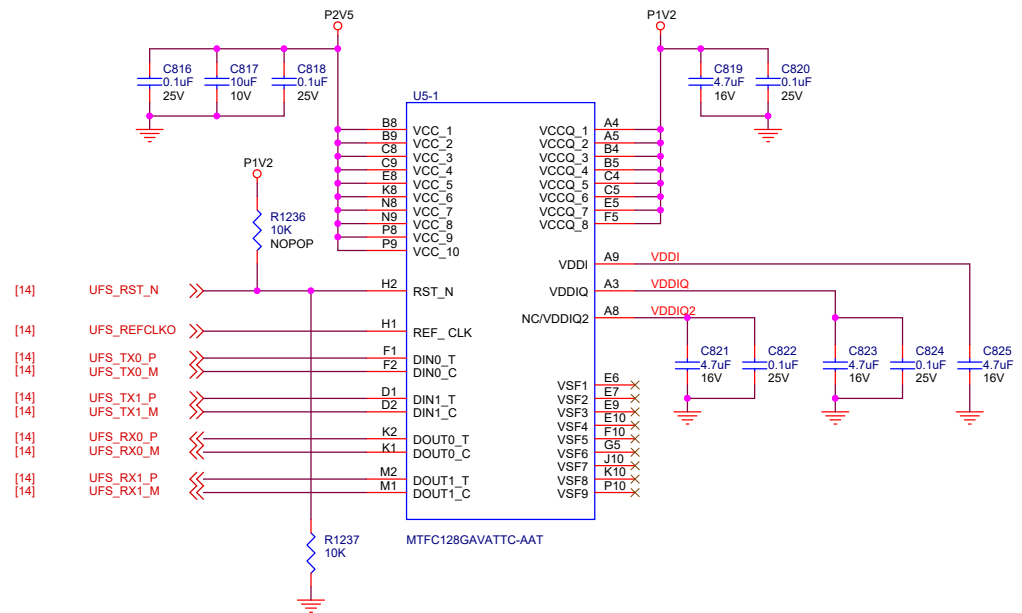 P2V5
P1V2
C816
0.1uF
25V
C817
10uF
10V
C818
0.1uF
25V
C819
4.7uF
16V
C820
0.1uF
25V
U5-1
B8 VCC_1
B9 VCC_2
C8 VCC_3
C9 VCC_4
E8 VCC_5
K8 VCC_6
N8 VCC_7
N9 VCC_8
P8 VCC_9
P9 VCC_10
VCCQ_1 A4
VCCQ_2 A5
VCCQ_3 B4
VCCQ_4 B5
VCCQ_5 C4
VCCQ_6 C5
VCCQ_7 E5
VCCQ_8 F5
P1V2
R1236
10K
NOPOP
VDDI A9 VDDI
VDDIQ A3 VDDIQ
NC/VDDIQ2 A8 VDDIQ2
[14] UFS_RST_N H2 RST_N
[14] UFS_REFCLKO H1 REF_CLK
[14] UFS_TX0_P F1 DIN0_T
[14] UFS_TX0_M F2 DIN0_C
[14] UFS_TX1_P D1 DIN1_T
[14] UFS_TX1_M D2 DIN1_C
[14] UFS_RX0_P K2 DOUT0_T
[14] UFS_RX0_M K1 DOUT0_C
[14] UFS_RX1_P M2 DOUT1_T
[14] UFS_RX1_M M1 DOUT1_C
C821
4.7uF
16V
C822
0.1uF
25V
C823
4.7uF
16V
C824
0.1uF
25V
C825
4.7uF
16V
VSF1 E6
VSF2 E7
VSF3 E9
VSF4 E10
VSF5 F10
VSF6 G5
VSF7 J10
VSF8 K10
VSF9 P10
R1237
10K
MTFC128GAVATTC-AAT